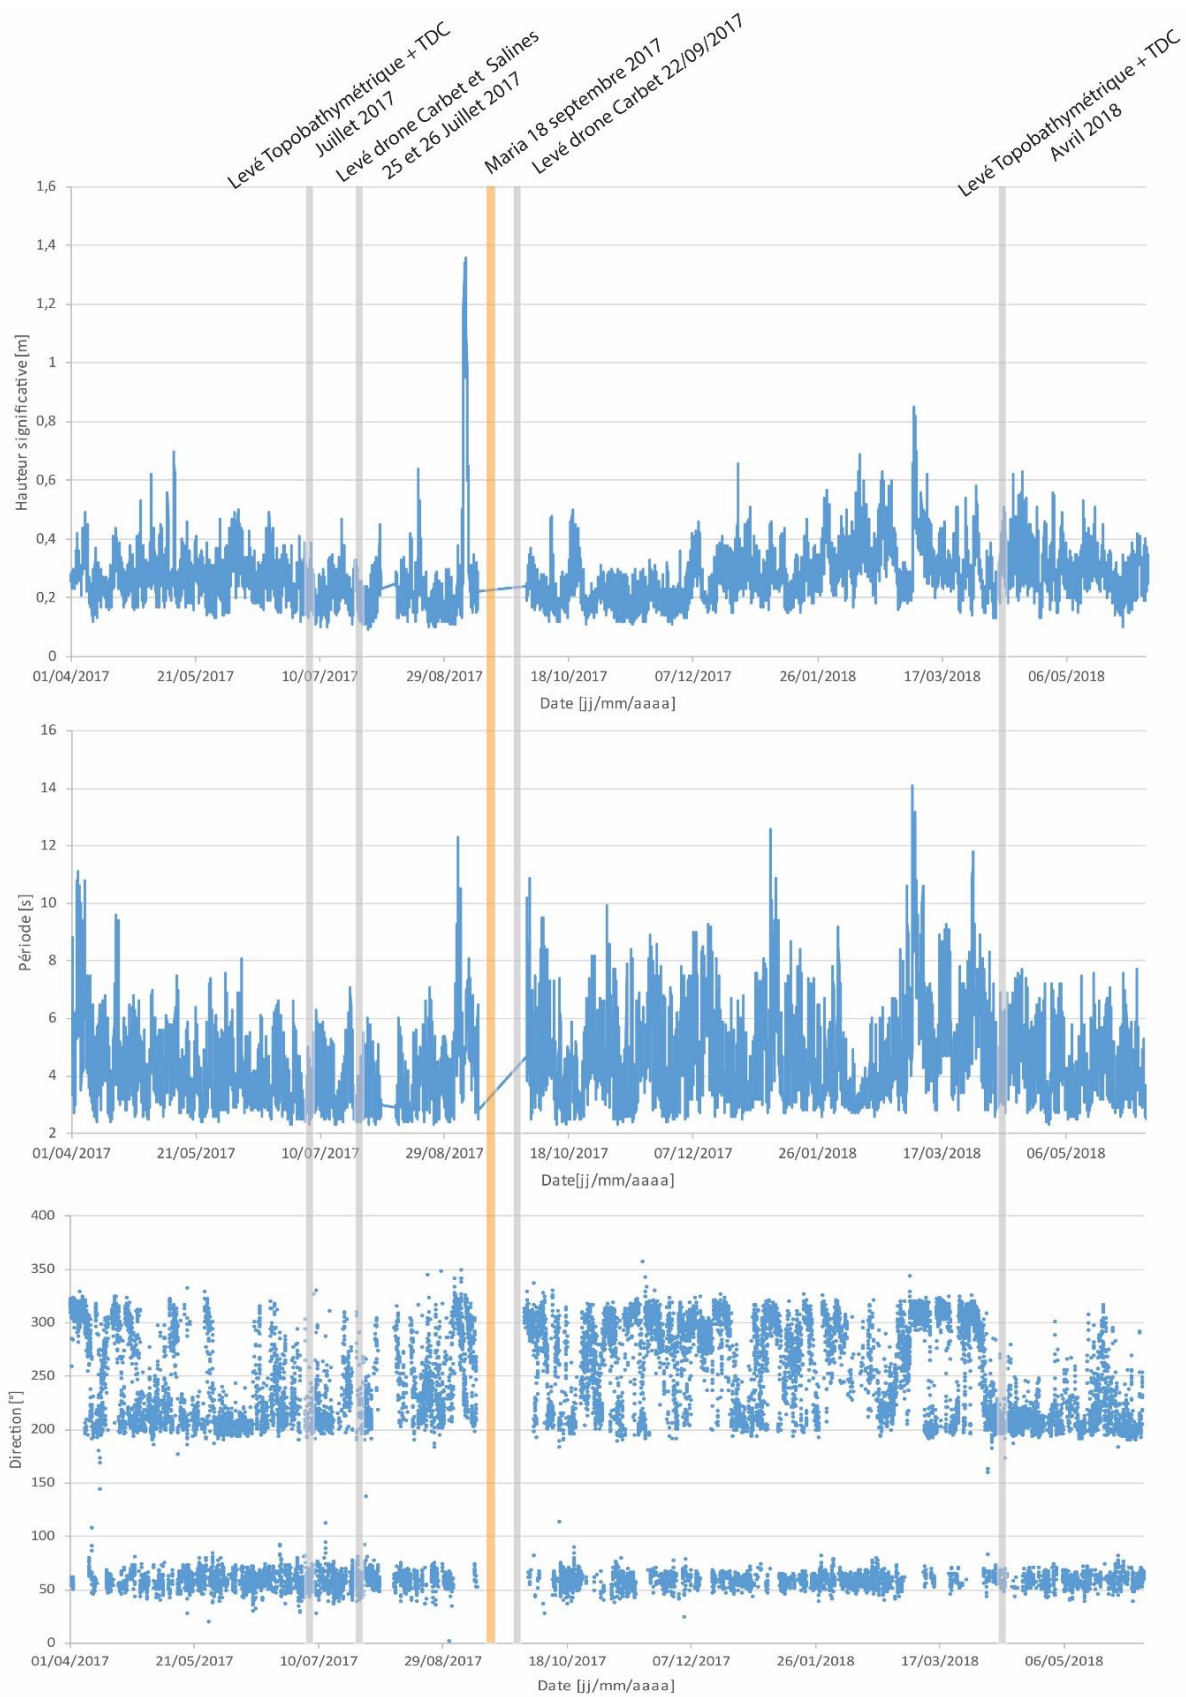 Levé Topobathymétrique + TDC
Juillet 2017
Levé drone Carbet et Salines
25 et 26 Juillet 2017
Maria 18 septembre 2017
Levé drone Carbet 22/09/2017
Levé Topobathymétrique + TDC
Avril 2018
Hauteur significative [m]
1,6
1,4
1,2
1
0,8
0,6
0,4
0,2
0
01/04/2017 21/05/2017 10/07/2017 29/08/2017 18/10/2017 07/12/2017 26/01/2018 17/03/2018 06/05/2018
Date [jj/mm/aaaa]
Période [s]
16
14
12
10
8
6
4
2
01/04/2017 21/05/2017 10/07/2017 29/08/2017 18/10/2017 07/12/2017 26/01/2018 17/03/2018 06/05/2018
Date[jj/mm/aaaa]
Direction [°]
400
350
300
250
200
150
100
50
0
01/04/2017 21/05/2017 10/07/2017 29/08/2017 18/10/2017 07/12/2017 26/01/2018 17/03/2018 06/05/2018
Date [jj/mm/aaaa]